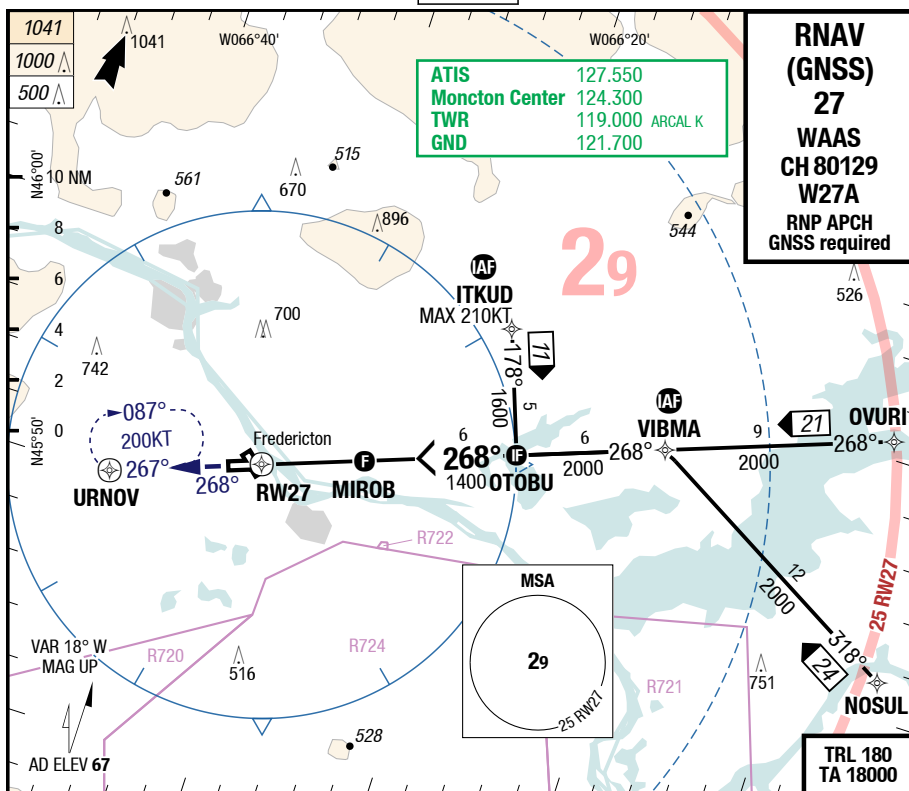 1041
1000
500
1041
W066°40'
W066°20'
ATIS 127.550
Moncton Center 124.300
TWR 119.000 ARCAL K
GND 121.700
RNAV
(GNSS)
27
WAAS
CH 80129
W27A
RNP APCH
GNSS required
N46°00'
10 NM
8
6
4
2
0
N45°50'
561
670
515
896
544
526
29
700
742
IAF
ITKUD
MAX 210KT
11
178°
1600
5
IAF
VIBMA
9
21
OVURI
268°
2000
6
268°
2000
6
268°
1400
IF
OTOBU
087°
200KT
267°
268°
URNOV
Fredericton
RW27
F
MIROB
12
2000
318°
24
NOSUL
25 RW27
R722
R720
R724
R721
MSA
29
25 RW27
VAR 18° W
MAG UP
516
751
528
AD ELEV 67
TRL 180
TA 18000